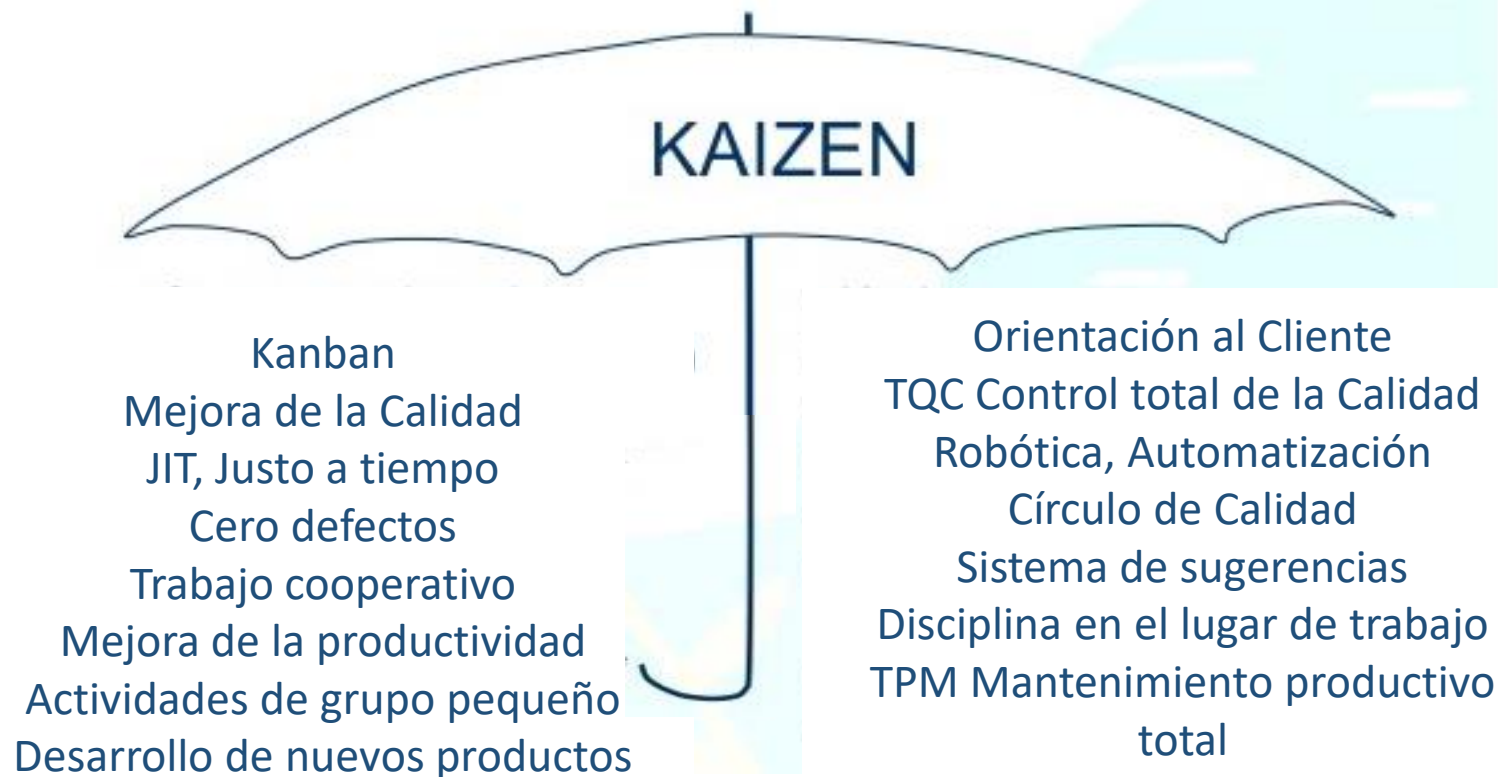 KAIZEN
Kanban
Mejora de la Calidad
JIT, Justo a tiempo
Cero defectos
Trabajo cooperativo
Mejora de la productividad
Actividades de grupo pequeño
Desarrollo de nuevos productos
Orientación al Cliente
TQC Control total de la Calidad
Robótica, Automatización
Círculo de Calidad
Sistema de sugerencias
Disciplina en el lugar de trabajo
TPM Mantenimiento productivo
total